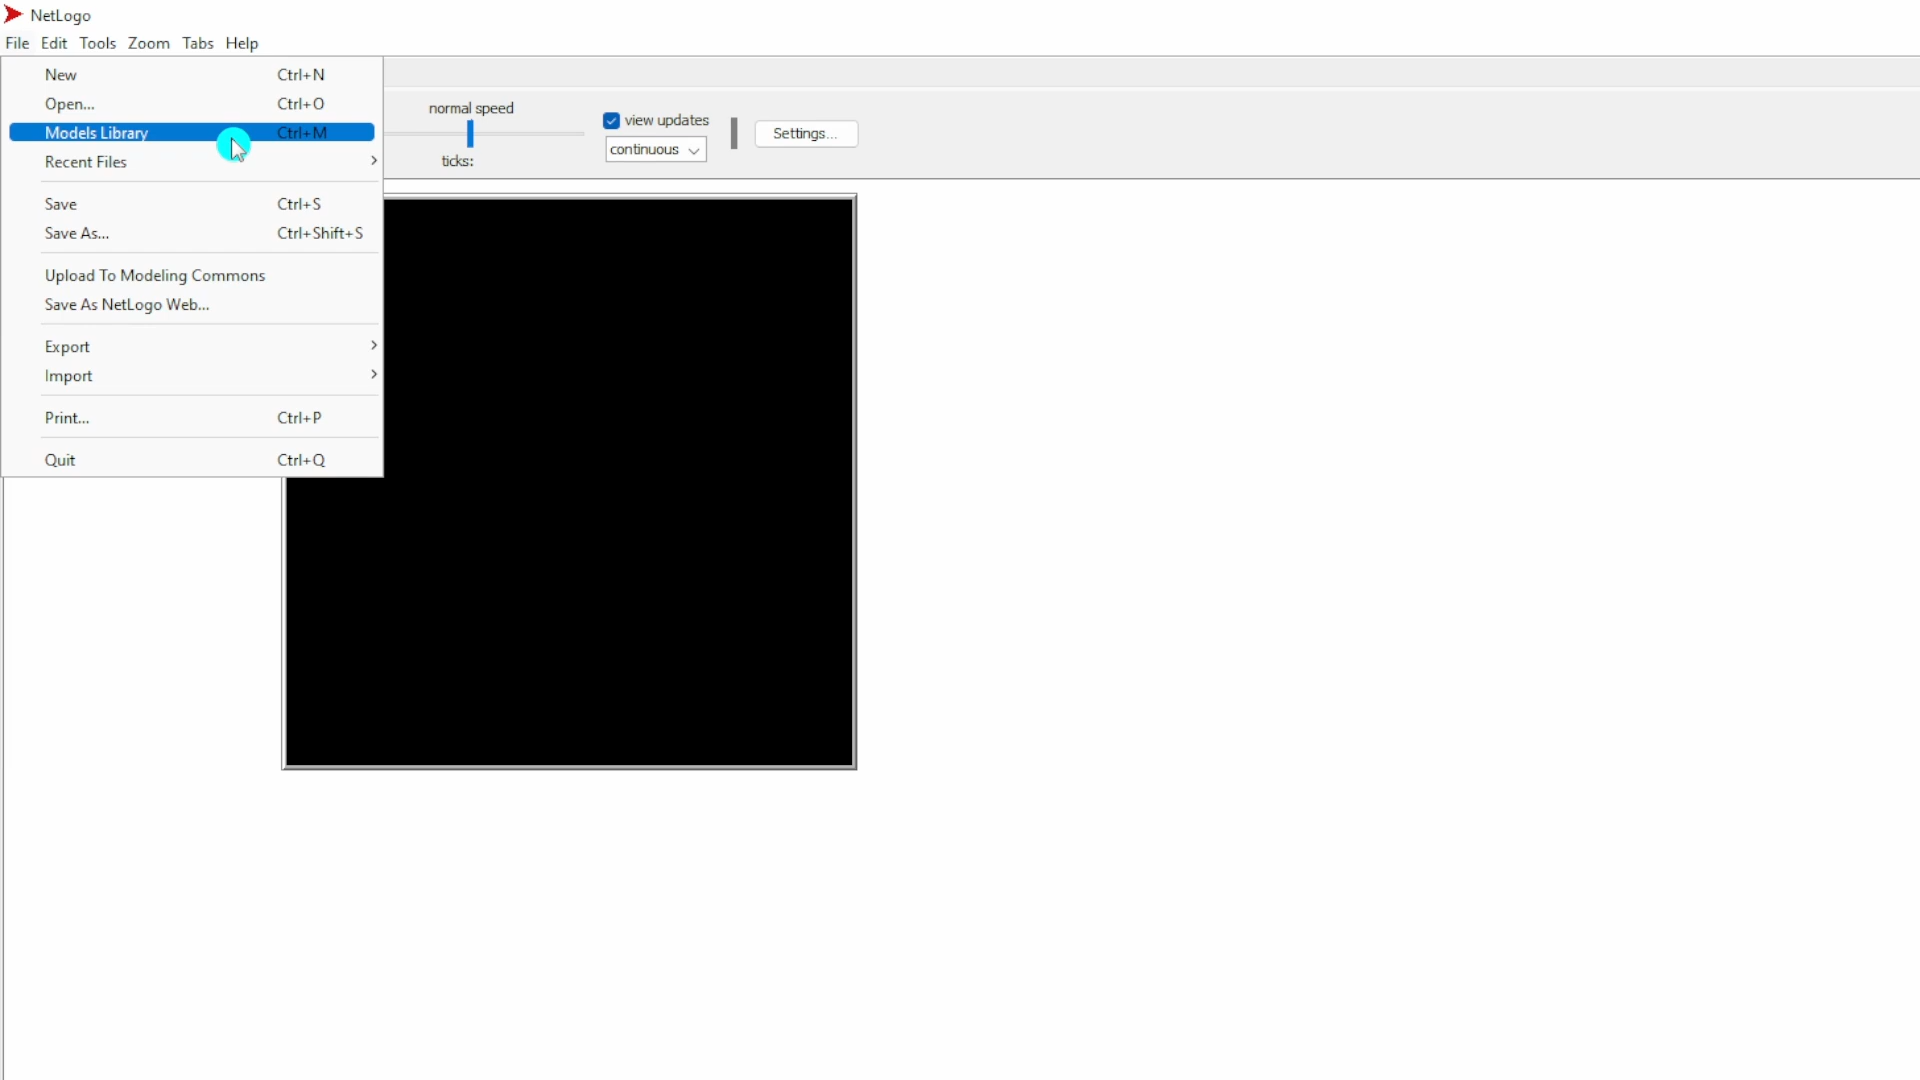 NetLogo
File Edit Tools Zoom Tabs Help
New Ctrl+N
Open... Ctrl+O
Models Library Ctrl+M
Recent Files
Save Ctrl+S
Save As... Ctrl+Shift+S
Upload To Modeling Commons
Save As NetLogo Web...
Export
Import
Print... Ctrl+P
Quit Ctrl+Q
normal speed
ticks:
view updates
continuous
Settings...